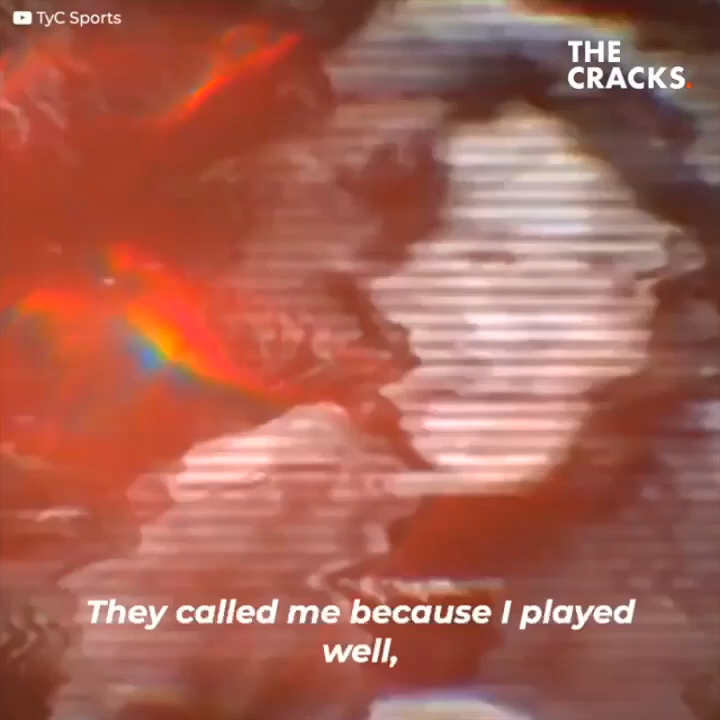 TyC Sports
THE
CRACKS.
They called me because I played
well,